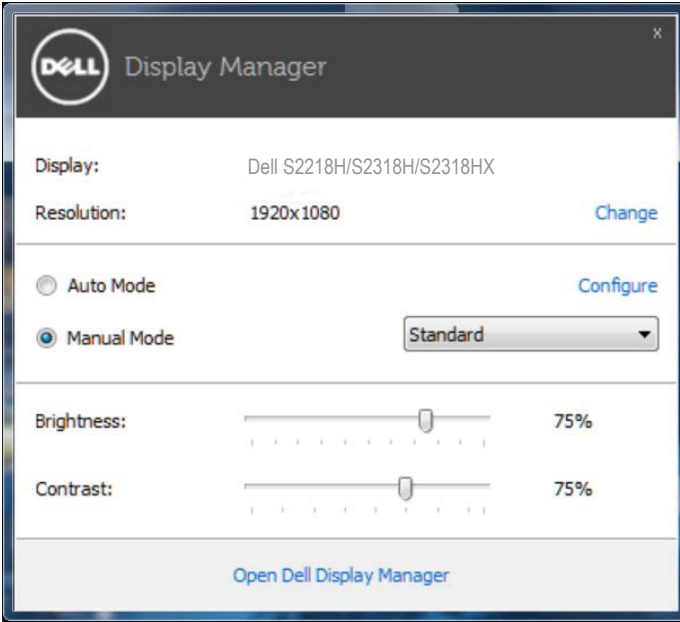 DELL Display Manager x
Display: Dell S2218H/S2318H/S2318HX
Resolution: 1920x1080 Change
Auto Mode Configure
Manual Mode Standard
Brightness: 75%
Contrast: 75%
Open Dell Display Manager